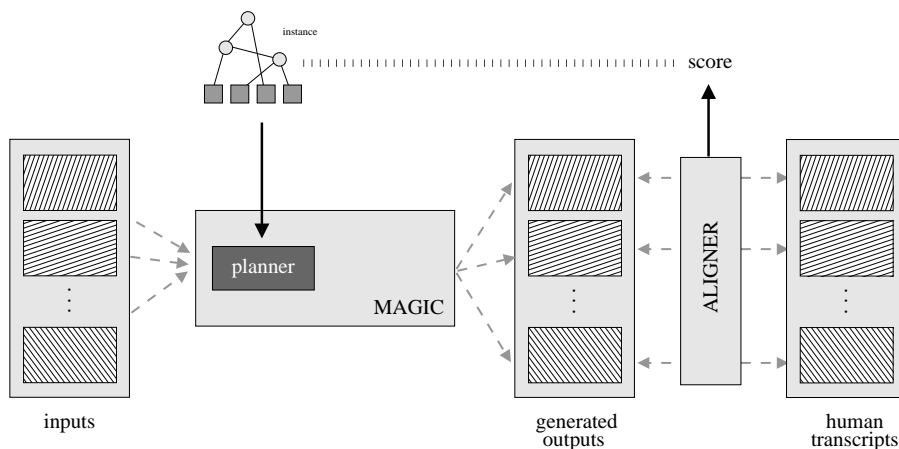 instance
score
planner
MAGIC
ALIGNER
inputs
generated
outputs
human
transcripts